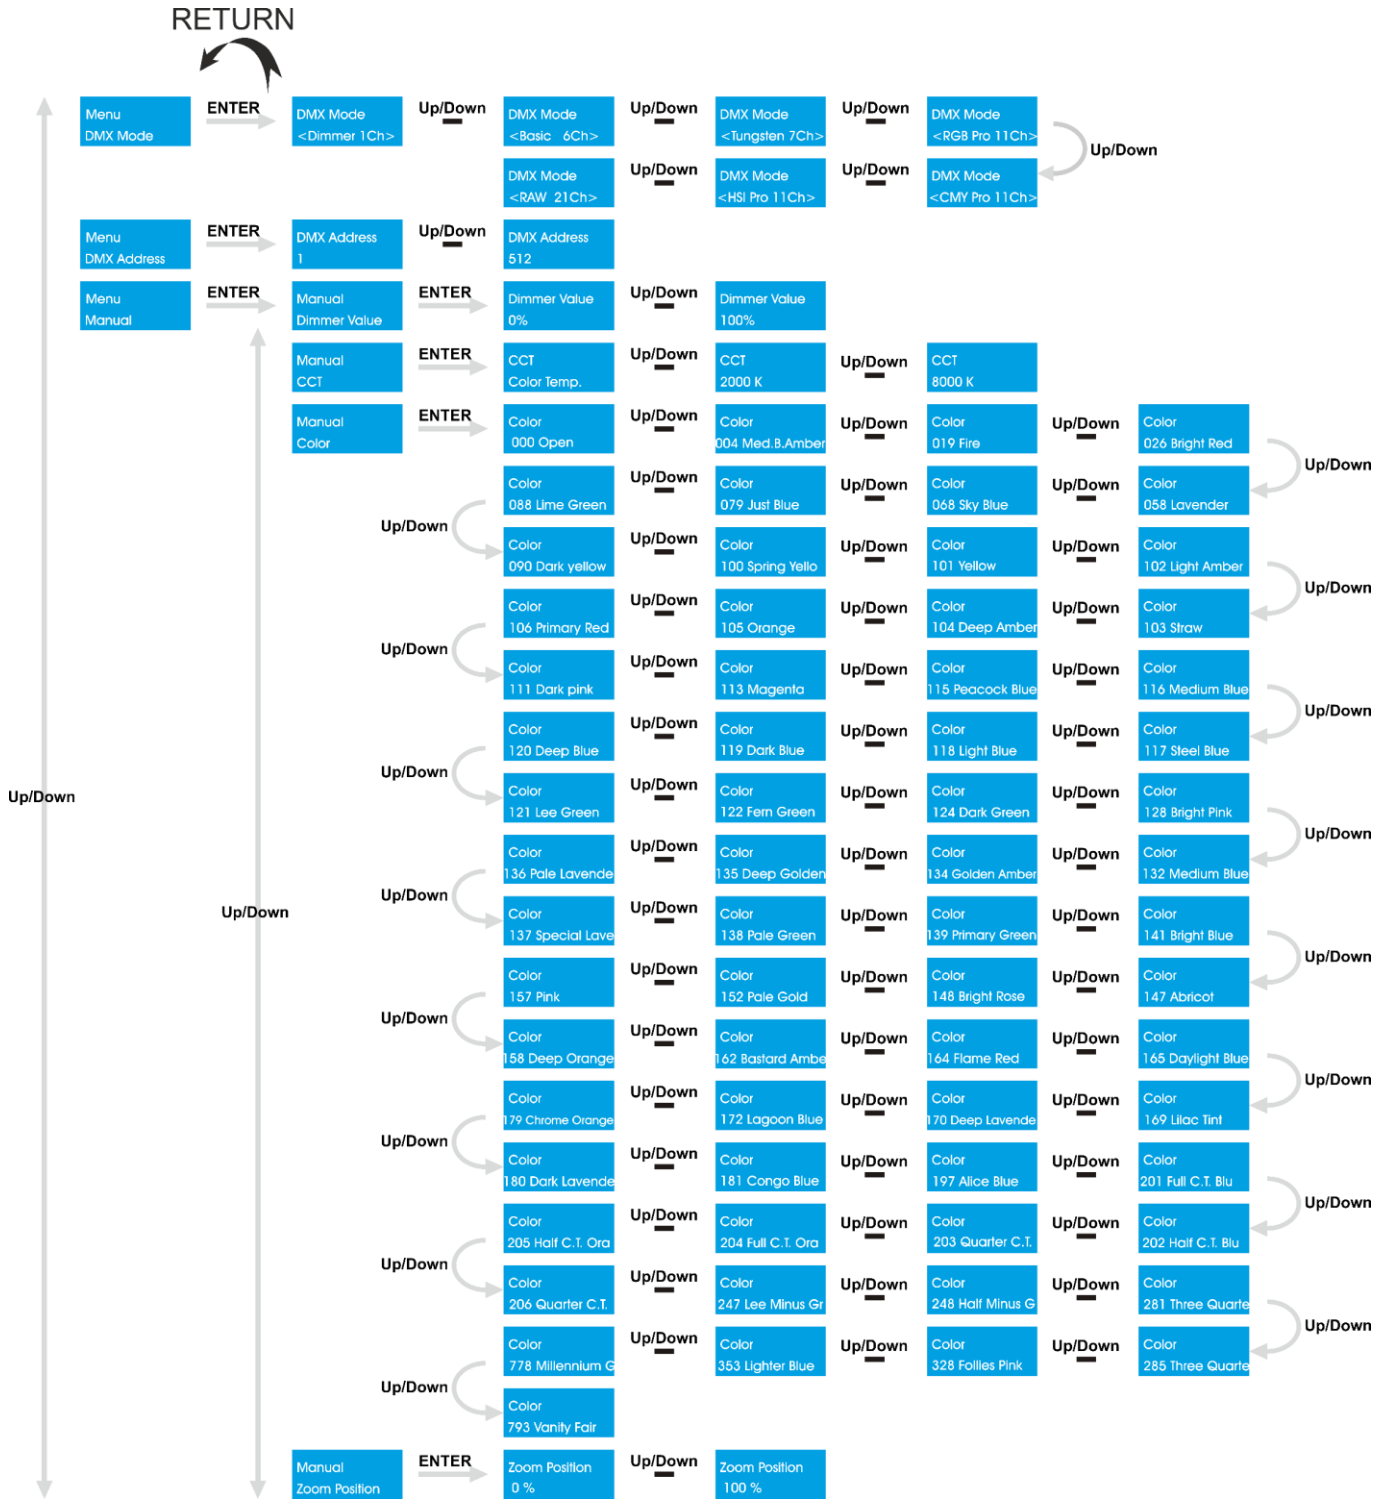 RETURN
Menu
DMX Mode
ENTER
DMX Mode
<Dimmer 1Ch>
Up/Down
DMX Mode
<Basic 6Ch>
Up/Down
DMX Mode
<Tungsten 7Ch>
Up/Down
DMX Mode
<RGB Pro 11Ch>
Up/Down
DMX Mode
<RAW 21Ch>
Up/Down
DMX Mode
<HSI Pro 11Ch>
Up/Down
DMX Mode
<CMY Pro 11Ch>
Menu
DMX Address
ENTER
DMX Address
1
Up/Down
DMX Address
512
Menu
Manual
ENTER
Manual
Dimmer Value
ENTER
Dimmer Value
0%
Up/Down
Dimmer Value
100%
Manual
CCT
ENTER
CCT
Color Temp.
Up/Down
CCT
2000 K
Up/Down
CCT
8000 K
Manual
Color
ENTER
Color
000 Open
Up/Down
Color
004 Med.B.Amber
Up/Down
Color
019 Fire
Up/Down
Color
026 Bright Red
Up/Down
Color
088 Lime Green
Up/Down
Color
079 Just Blue
Up/Down
Color
068 Sky Blue
Up/Down
Color
058 Lavender
Up/Down
Color
090 Dark yellow
Up/Down
Color
100 Spring Yello
Up/Down
Color
101 Yellow
Up/Down
Color
102 Light Amber
Up/Down
Color
106 Primary Red
Up/Down
Color
105 Orange
Up/Down
Color
104 Deep Amber
Up/Down
Color
103 Straw
Up/Down
Color
111 Dark pink
Up/Down
Color
113 Magenta
Up/Down
Color
115 Peacock Blue
Up/Down
Color
116 Medium Blue
Up/Down
Color
120 Deep Blue
Up/Down
Color
119 Dark Blue
Up/Down
Color
118 Light Blue
Up/Down
Color
117 Steel Blue
Up/Down
Up/Down
Color
121 Lee Green
Up/Down
Color
122 Fern Green
Up/Down
Color
124 Dark Green
Up/Down
Color
128 Bright Pink
Up/Down
Color
136 Pale Lavende
Up/Down
Color
135 Deep Golden
Up/Down
Color
134 Golden Amber
Up/Down
Color
132 Medium Blue
Up/Down
Up/Down
Color
137 Special Lave
Up/Down
Color
138 Pale Green
Up/Down
Color
139 Primary Green
Up/Down
Color
141 Bright Blue
Up/Down
Color
157 Pink
Up/Down
Color
152 Pale Gold
Up/Down
Color
148 Bright Rose
Up/Down
Color
147 Abricot
Up/Down
Color
158 Deep Orange
Up/Down
Color
162 Bastard Ambe
Up/Down
Color
164 Flame Red
Up/Down
Color
165 Daylight Blue
Up/Down
Color
179 Chrome Orange
Up/Down
Color
172 Lagoon Blue
Up/Down
Color
170 Deep Lavende
Up/Down
Color
169 Lilac Tint
Up/Down
Color
180 Dark Lavende
Up/Down
Color
181 Congo Blue
Up/Down
Color
197 Alice Blue
Up/Down
Color
201 Full C.T. Blu
Up/Down
Color
205 Half C.T. Ora
Up/Down
Color
204 Full C.T. Ora
Up/Down
Color
203 Quarter C.T.
Up/Down
Color
202 Half C.T. Blu
Up/Down
Color
206 Quarter C.T.
Up/Down
Color
247 Lee Minus Gr
Up/Down
Color
248 Half Minus G
Up/Down
Color
281 Three Quarte
Up/Down
Color
778 Millennium G
Up/Down
Color
353 Lighter Blue
Up/Down
Color
328 Follies Pink
Up/Down
Color
285 Three Quarte
Up/Down
Color
793 Vanity Fair
Manual
Zoom Position
ENTER
Zoom Position
0 %
Up/Down
Zoom Position
100 %